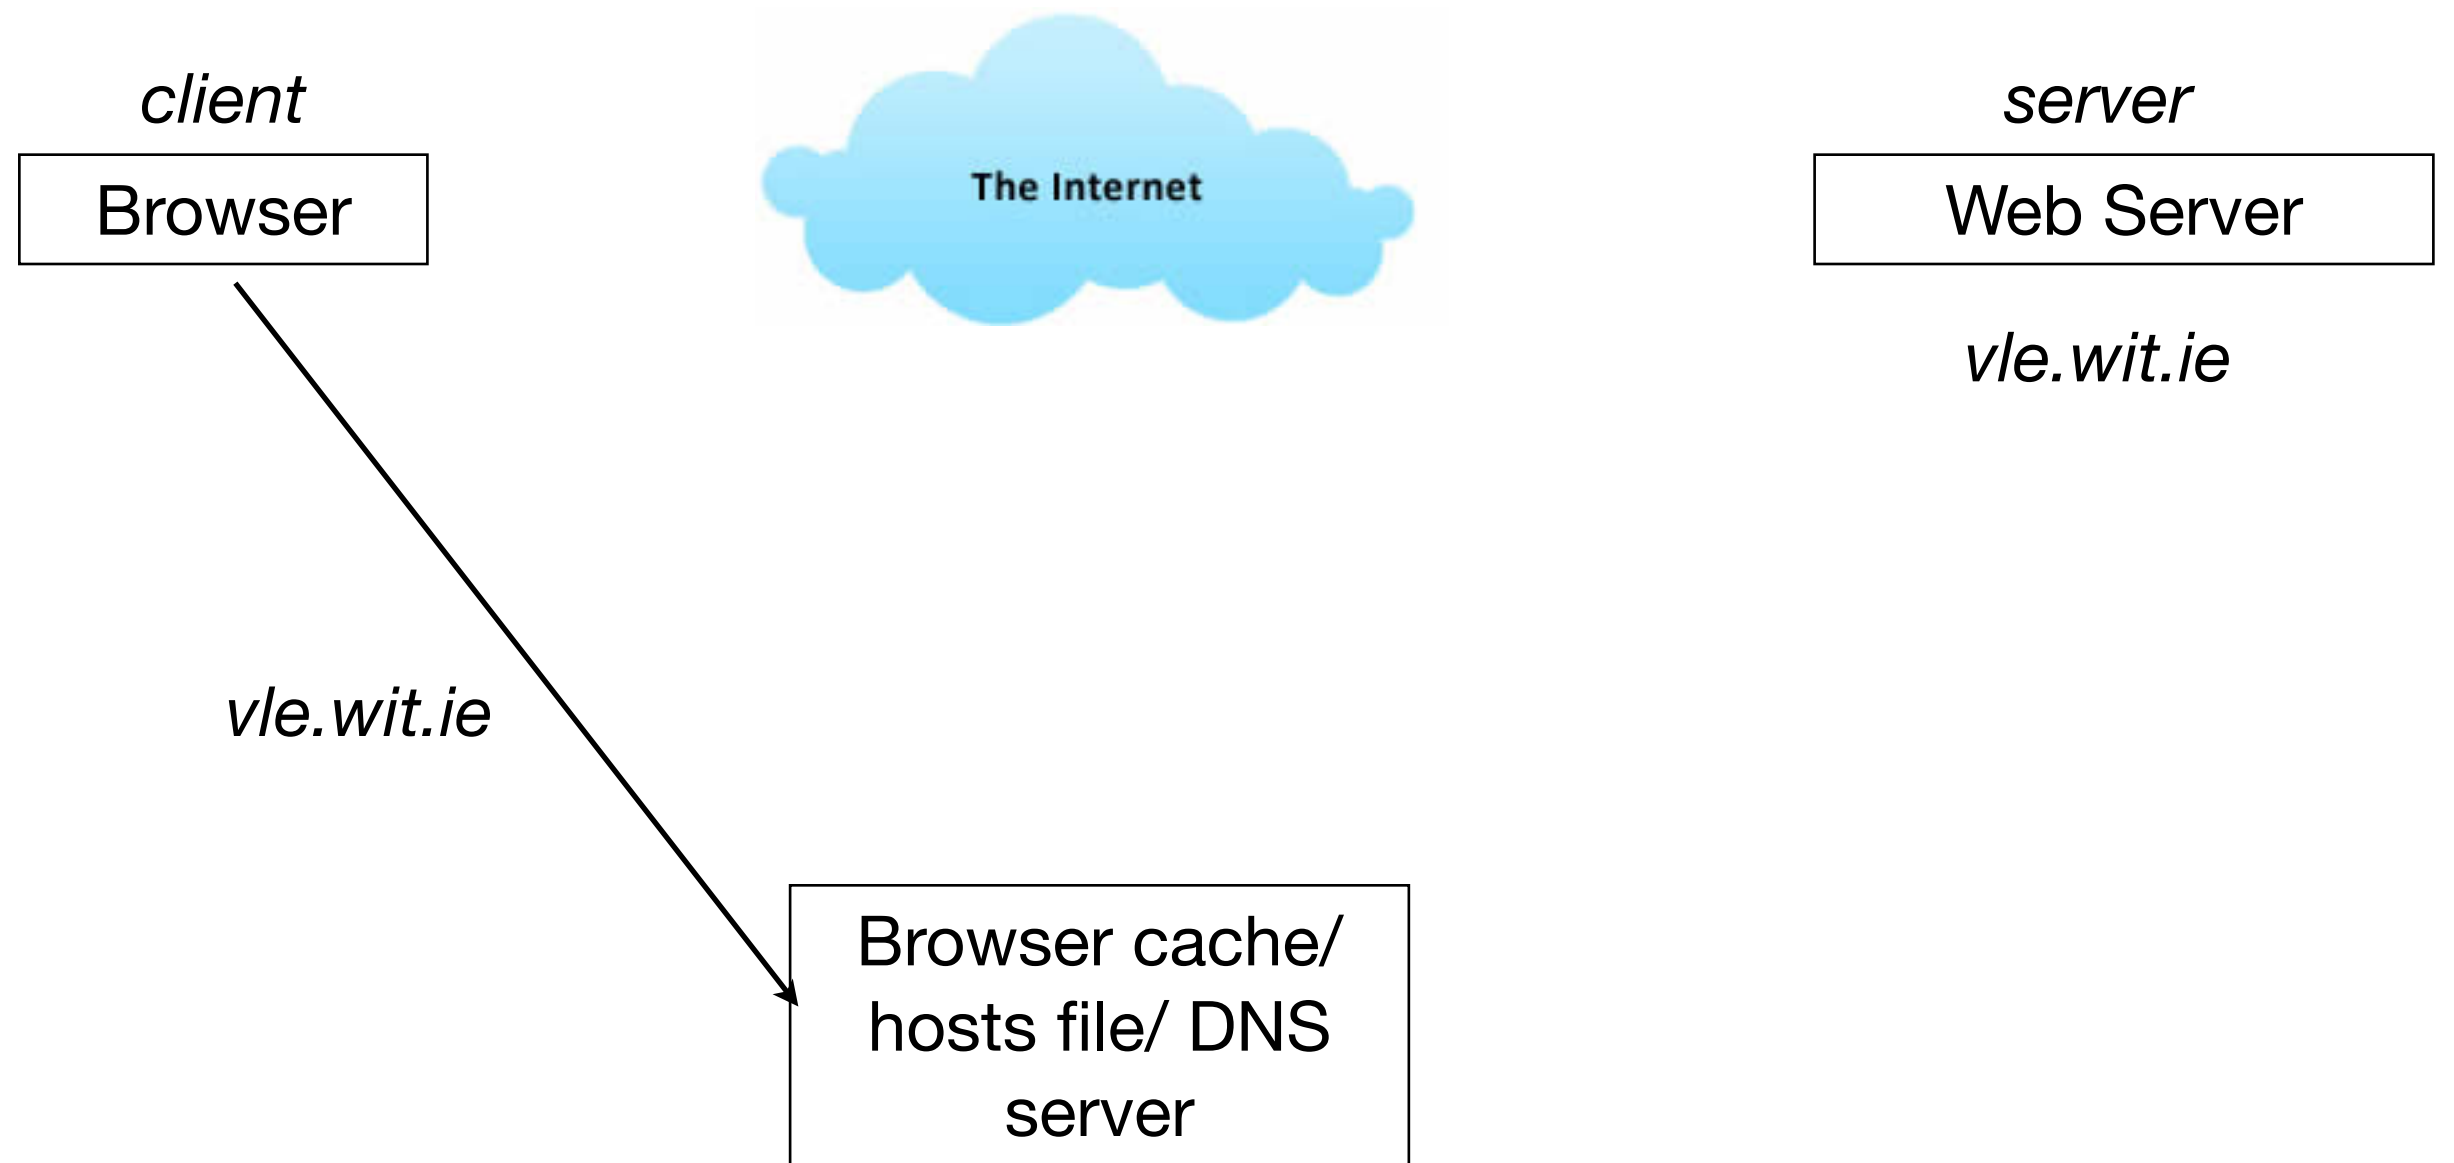 client
Browser
The Internet
server
Web Server
vle.wit.ie
vle.wit.ie
Browser cache/
hosts file/ DNS
server